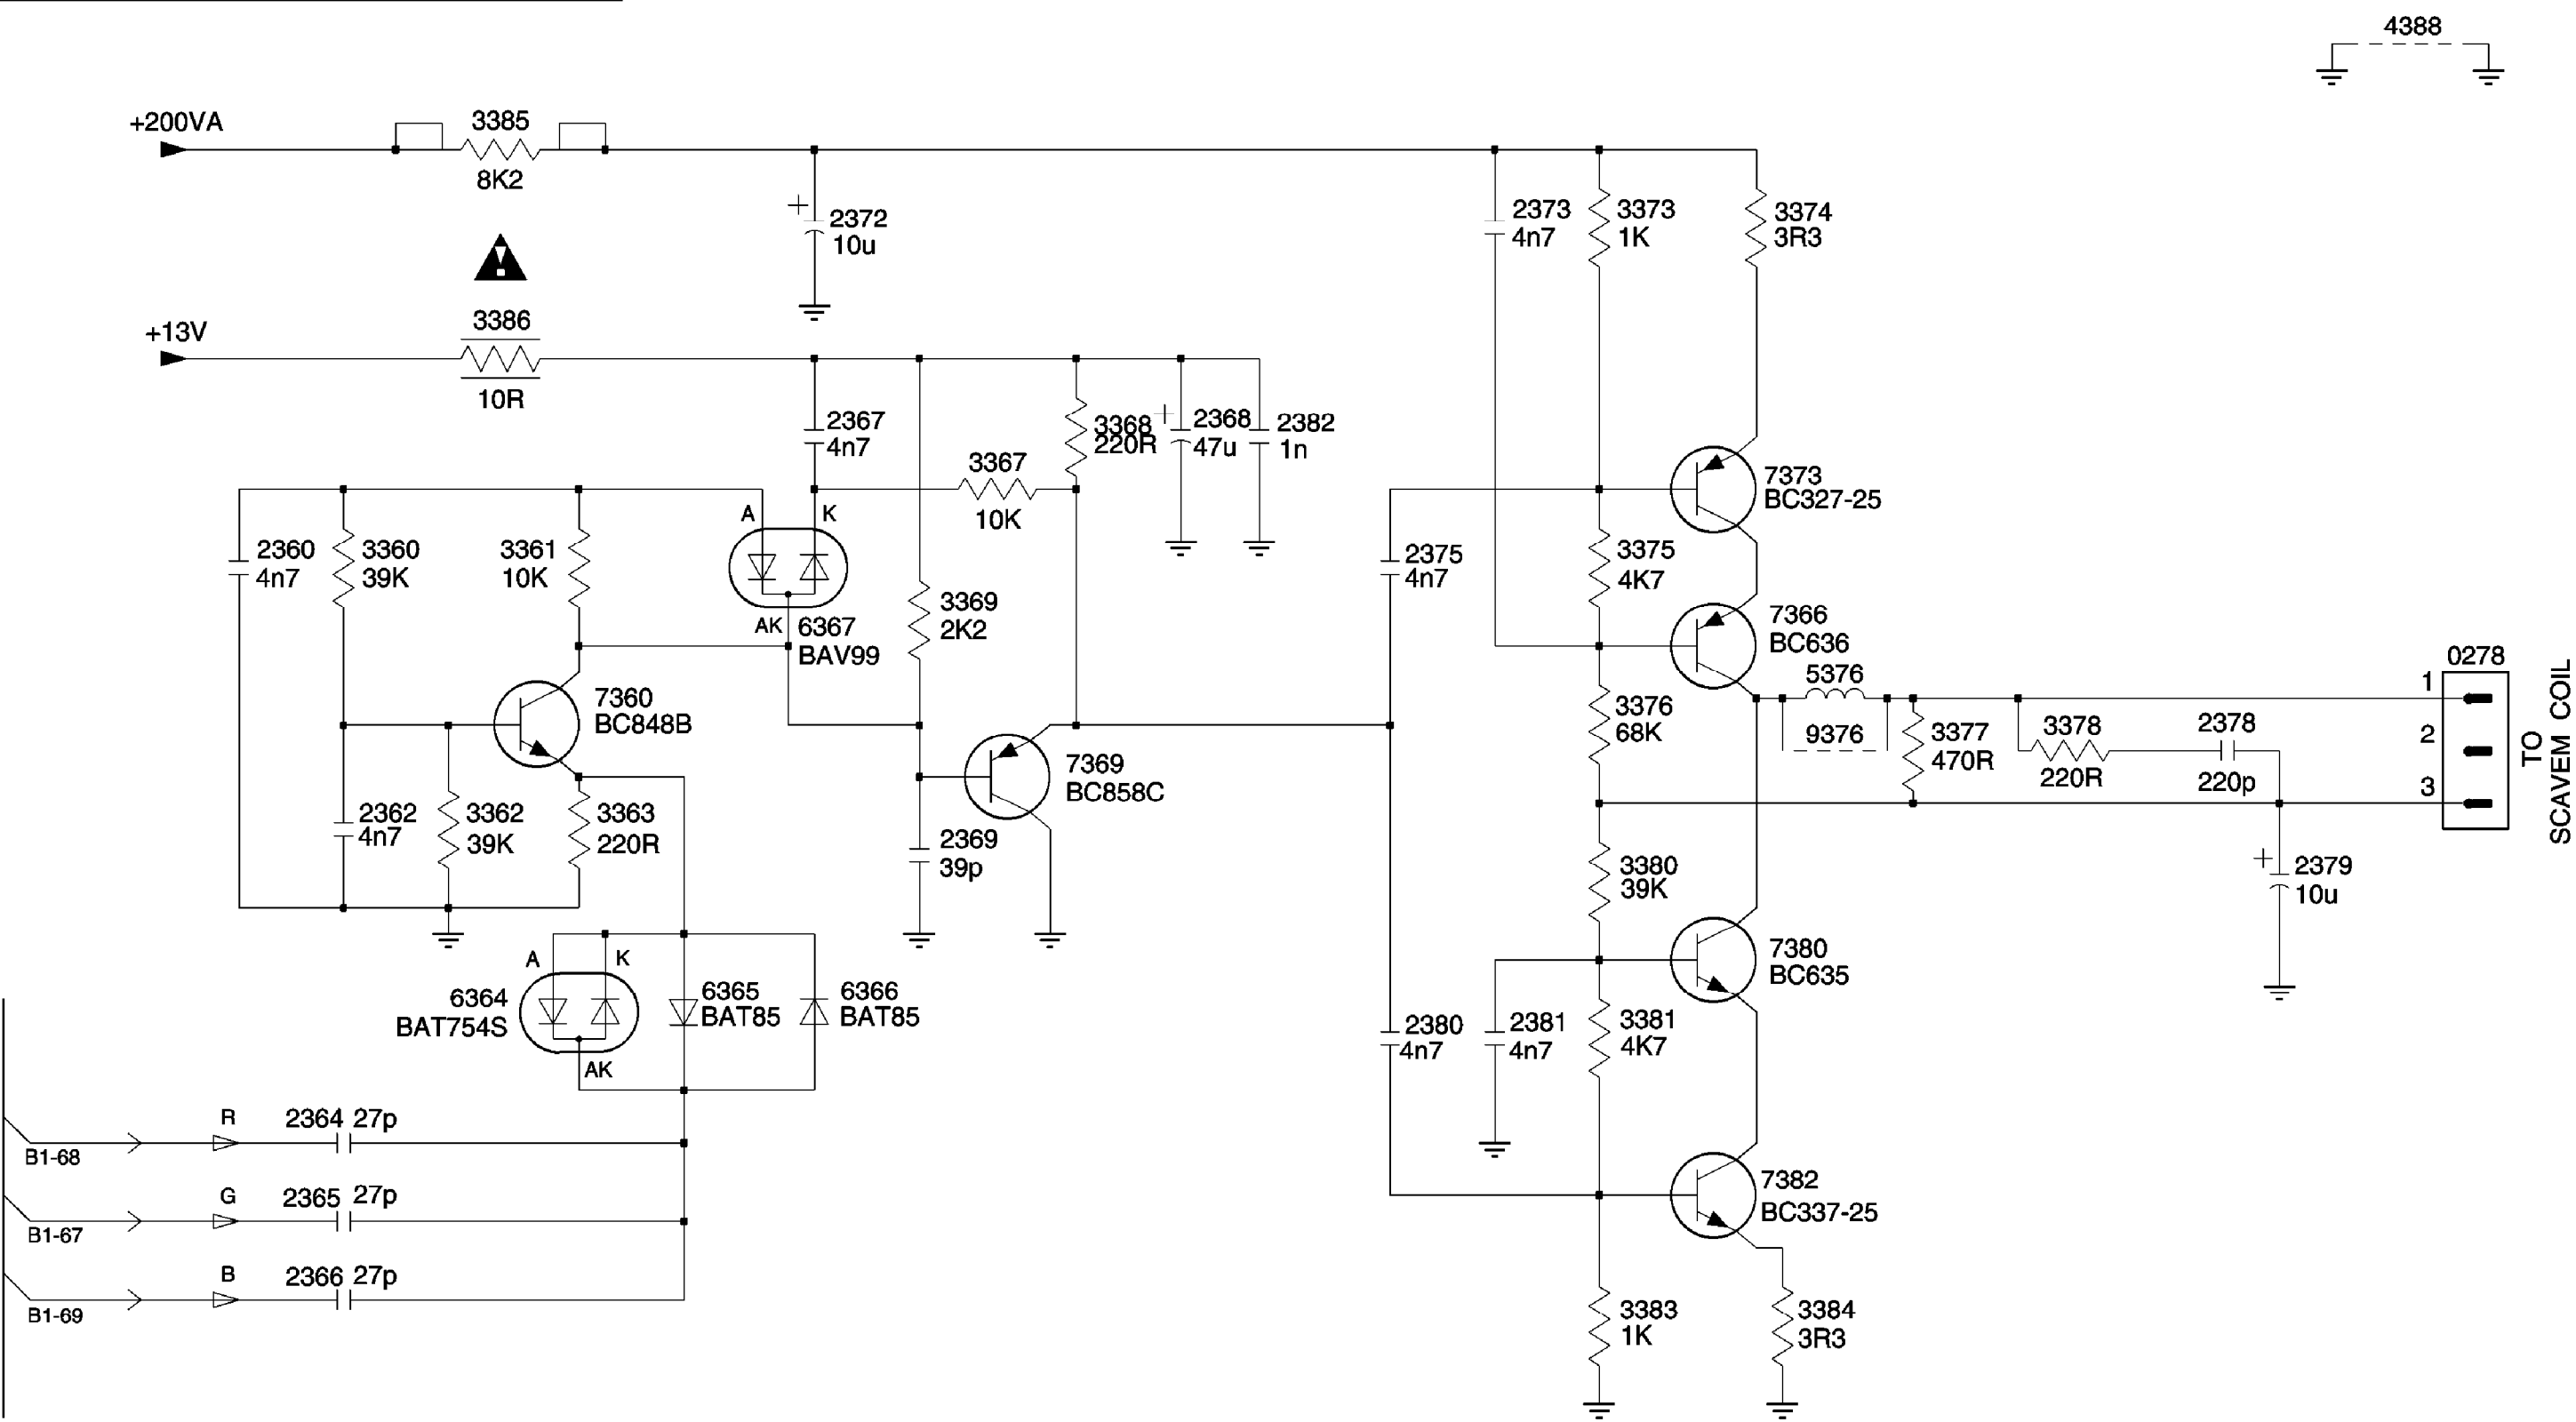 4388
+200VA
3385
8K2
2372
10u
2373
4n7
3373
1K
3374
3R3
+13V
3386
10R
2367
4n7
3367
10K
3368
220R
2368
47u
2382
1n
7373
BC327-25
2360
4n7
3360
39K
3361
10K
A
K
AK
6367
BAV99
3369
2K2
2375
4n7
3375
4K7
7366
BC636
5376
9376
7360
BC848B
3376
68K
3377
470R
3378
220R
2378
220p
0278
1
2
3
TO
SCAVEM COIL
7369
BC858C
2362
4n7
3362
39K
3363
220R
2369
39p
3380
39K
2379
10u
A
K
AK
6364
BAT754S
6365
BAT85
6366
BAT85
7380
BC635
2380
4n7
2381
4n7
3381
4K7
R
2364 27p
B1-68
G
2365 27p
B1-67
B
2366 27p
B1-69
7382
BC337-25
3383
1K
3384
3R3